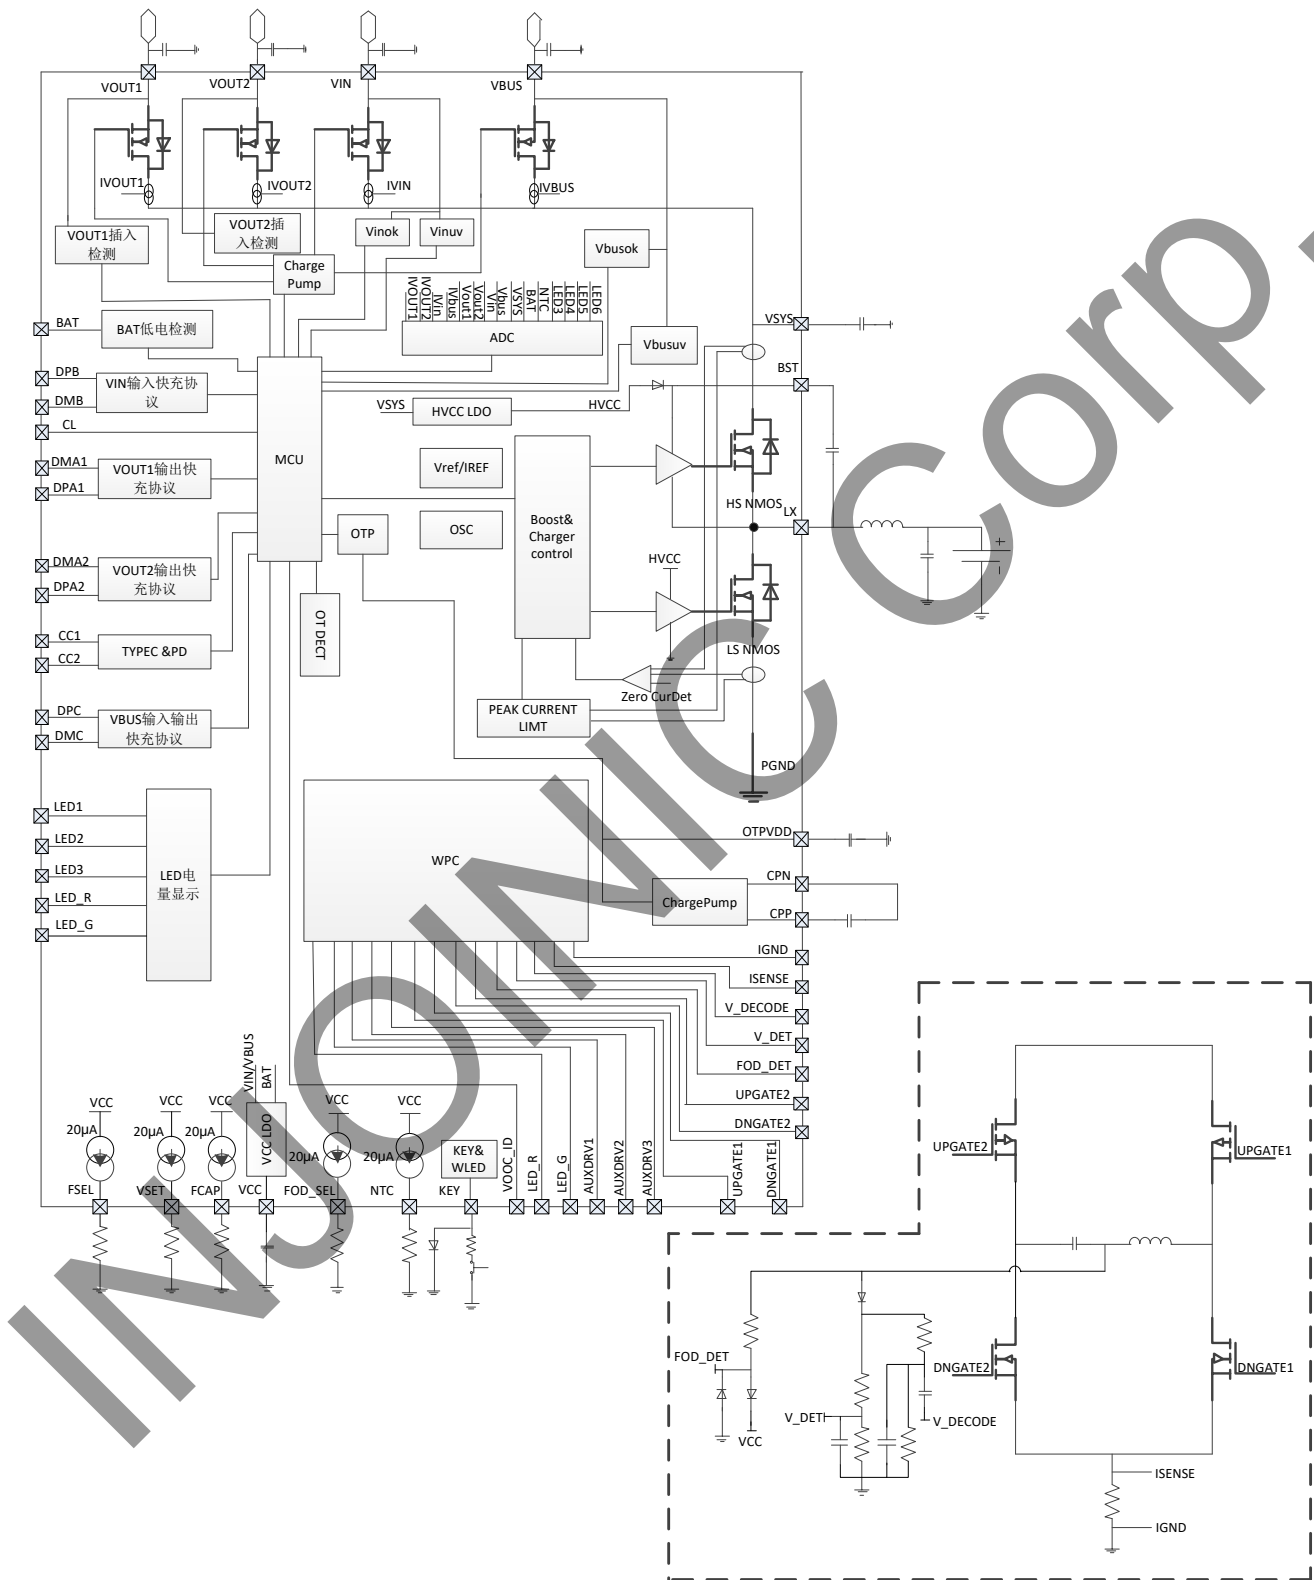 VOUT1
VOUT2
VIN
VBUS
IVOUT1
IVOUT2
IVIN
IVBUS
VOUT1插入
检测
VOUT2插
入检测
Vinok
Vinuv
Vbusok
Charge
Pump
IVOUT1
IVOUT2
IVin
IVbus
Vout1
Vout2
Vin
Vbus
VSYS
BAT
NTC
LED3
LED4
LED5
LED6
ADC
Vbusuv
VSYS
BST
BAT
BAT低电检测
DPB
DMB
VIN输入快充协
议
CL
VSYS
HVCC LDO
HVCC
MCU
DMA1
DPA1
VOUT1输出快
充协议
Vref/IREF
OSC
OTP
Boost&
Charger
control
HS NMOS
LX
HVCC
DMA2
DPA2
VOUT2输出快
充协议
OT DECT
CC1
CC2
TYPEC &PD
LS NMOS
Zero CurDet
PEAK CURRENT
LIMT
DPC
DMC
VBUS输入输出
快充协议
PGND
LED1
LED2
LED3
LED_R
LED_G
LED电
量显示
WPC
OTPVDD
ChargePump
CPN
CPP
IGND
ISENSE
V_DECODE
V_DET
FOD_DET
UPGATE2
DNGATE2
VCC
20μA
FSEL
VCC
20μA
VSET
VCC
20μA
FCAP
VIN/VBUS
BAT
VCC LDO
VCC
VCC
20μA
FOD_SEL
VCC
20μA
NTC
KEY&
WLED
KEY
VOOC_ID
LED_R
LED_G
AUXDRV1
AUXDRV2
AUXDRV3
UPGATE1
DNGATE1
UPGATE2
UPGATE1
DNGATE2
DNGATE1
FOD_DET
VCC
V_DET
V_DECODE
ISENSE
IGND
INJOINIC Corp.